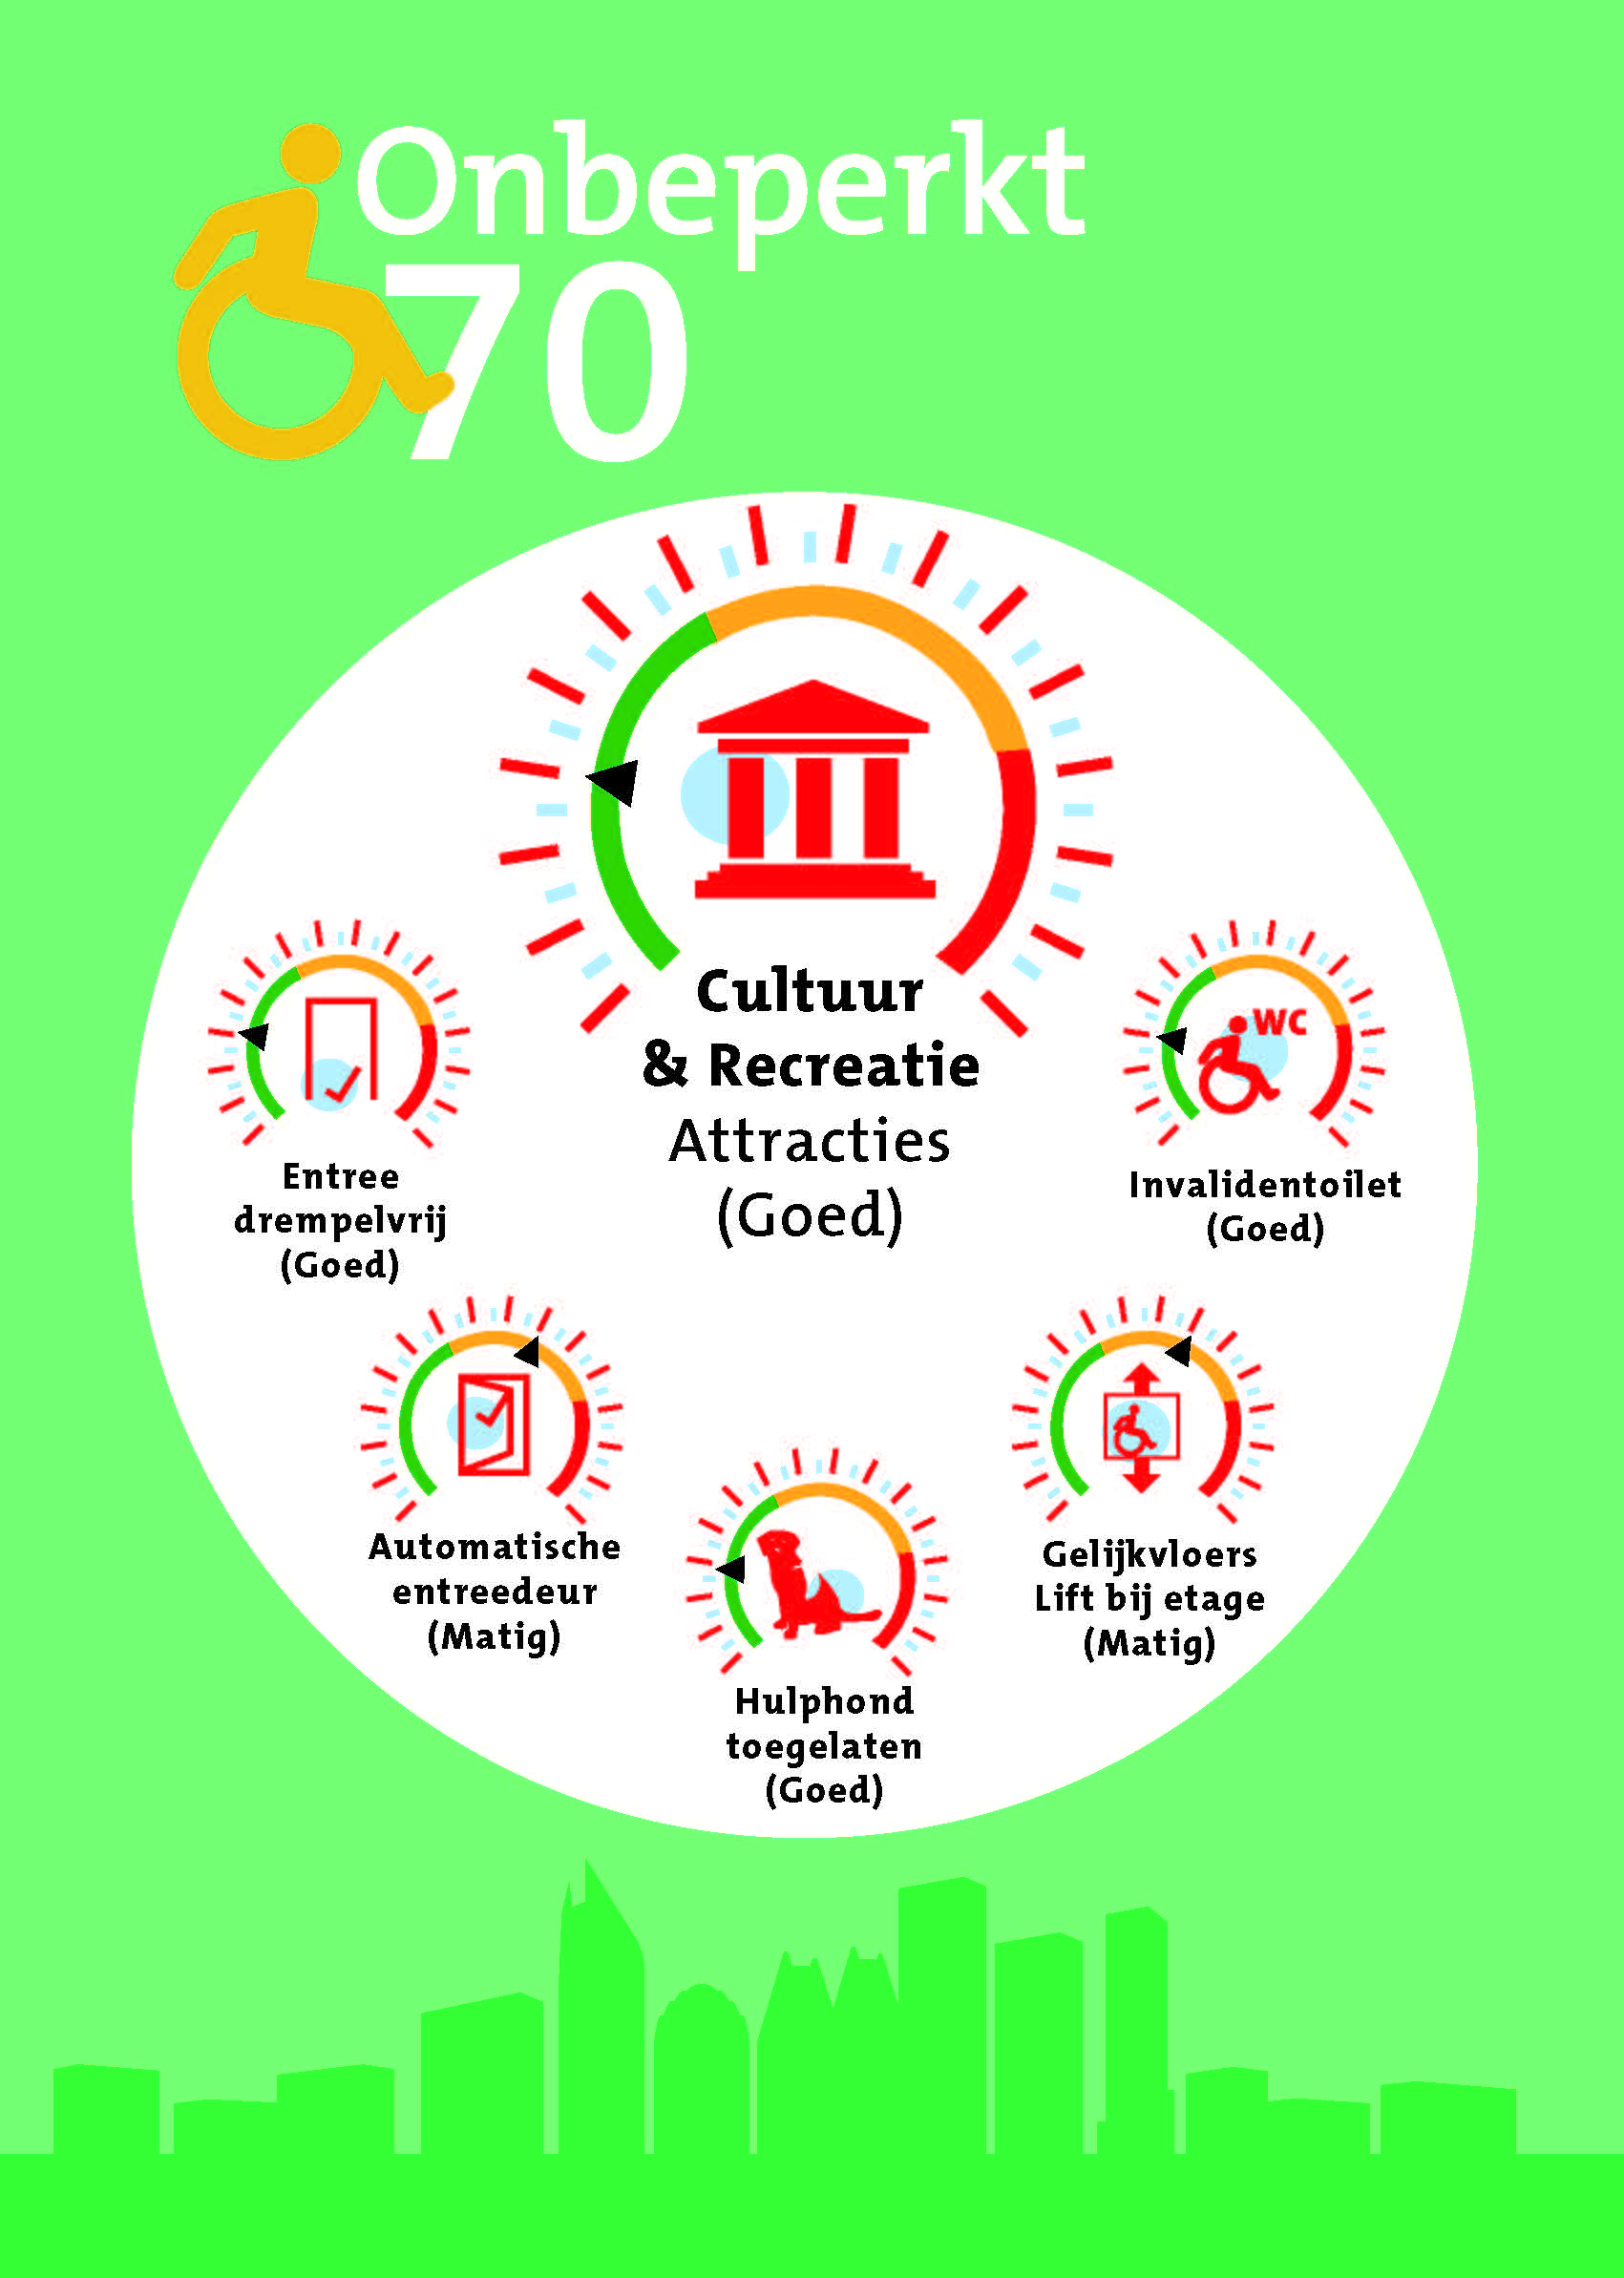 Onbeperkt
70
Cultuur
& Recreatie
Attracties
(Goed)
Entree
drempelvrij
(Goed)
WC
Invalidentoilet
(Goed)
Automatische
entreedeur
(Matig)
Gelijkvloers
Lift bij etage
(Matig)
Hulphond
toegelaten
(Goed)